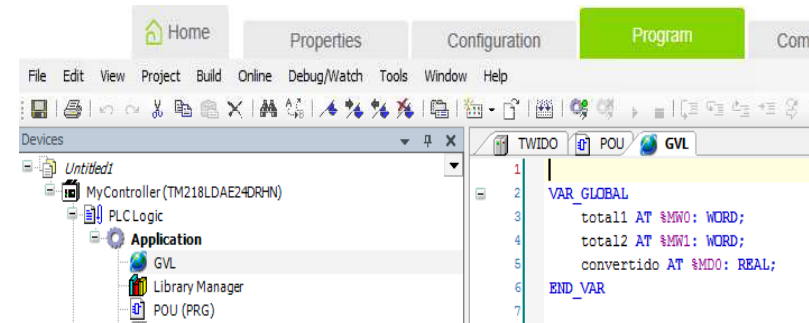 Home Properties Configuration Program Com
File Edit View Project Build Online Debug/Watch Tools Window Help
Devices
Untitled1
MyController (TM218LDAE24DRHN)
PLC Logic
Application
GVL
Library Manager
POU (PRG)
TWIDO POU GVL
1
2 VAR_GLOBAL
3 total1 AT %MW0: WORD;
4 total2 AT %MW1: WORD;
5 convertido AT %MD0: REAL;
6 END_VAR
7